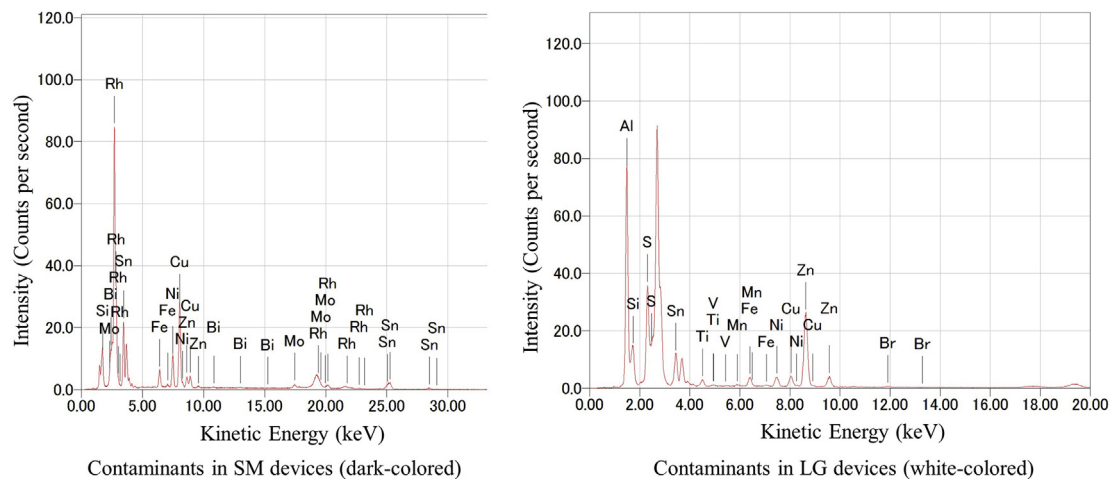 120.0
100.0
80.0
60.0
40.0
20.0
0.0
Intensity (Counts per second)
Rh
Rh
Sn
Rh
Bi
Si Rh
Mo
Cu
Ni
Fe Cu
Fe Zn
Ni
Zn
Bi
Bi
Bi
Mo
Rh
Mo
Mo
Rh
Rh
Rh
Rh
Sn
Sn
Sn
Sn
0.00 5.00 10.00 15.00 20.00 25.00 30.00
Kinetic Energy (keV)
Contaminants in SM devices (dark-colored)
120.0
100.0
80.0
60.0
40.0
20.0
0.0
Intensity (Counts per second)
Al
S
Si S
Sn
V
Ti
Ti
V
Mn
Mn
Fe
Fe
Ni
Cu
Ni
Zn
Cu
Zn
Br
Br
0.00 2.00 4.00 6.00 8.00 10.00 12.00 14.00 16.00 18.00 20.00
Kinetic Energy (keV)
Contaminants in LG devices (white-colored)